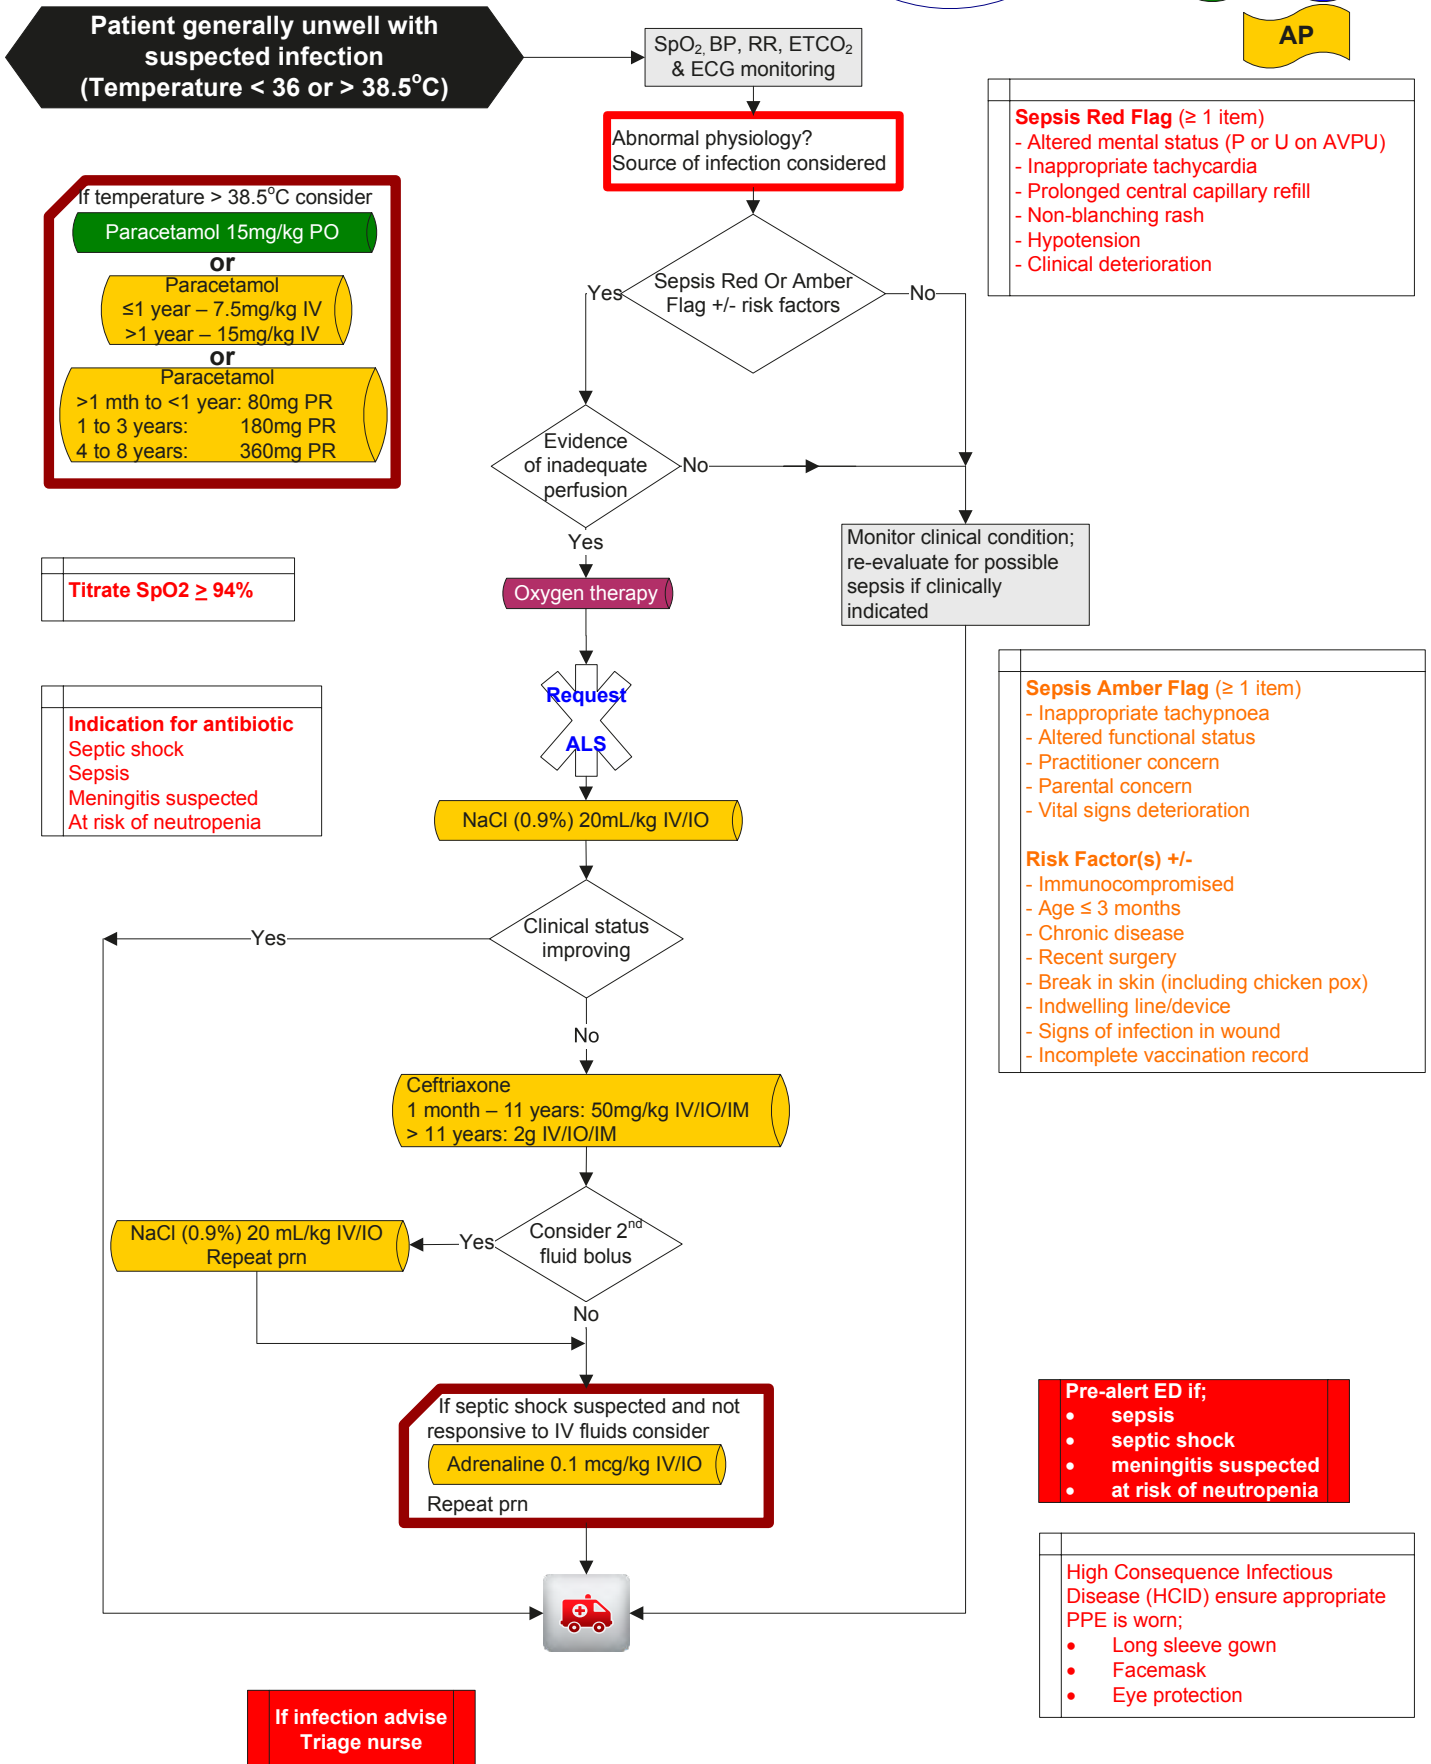 Patient generally unwell with
suspected infection
(Temperature < 36 or > 38.5°C)
SpO₂, BP, RR, ETCO₂
& ECG monitoring
AP
Abnormal physiology?
Source of infection considered
Sepsis Red Flag (≥ 1 item)
- Altered mental status (P or U on AVPU)
- Inappropriate tachycardia
- Prolonged central capillary refill
- Non-blanching rash
- Hypotension
- Clinical deterioration
If temperature > 38.5°C consider
Paracetamol 15mg/kg PO
or
Paracetamol
≤1 year – 7.5mg/kg IV
>1 year – 15mg/kg IV
or
Paracetamol
>1 mth to <1 year: 80mg PR
1 to 3 years: 180mg PR
4 to 8 years: 360mg PR
Sepsis Red Or Amber
Flag +/- risk factors
Yes
No
Evidence
of inadequate
perfusion
No
Yes
Monitor clinical condition;
re-evaluate for possible
sepsis if clinically
indicated
Titrate SpO2 ≥ 94%
Oxygen therapy
Request
ALS
Indication for antibiotic
Septic shock
Sepsis
Meningitis suspected
At risk of neutropenia
NaCl (0.9%) 20mL/kg IV/IO
Sepsis Amber Flag (≥ 1 item)
- Inappropriate tachypnoea
- Altered functional status
- Practitioner concern
- Parental concern
- Vital signs deterioration
Risk Factor(s) +/-
- Immunocompromised
- Age ≤ 3 months
- Chronic disease
- Recent surgery
- Break in skin (including chicken pox)
- Indwelling line/device
- Signs of infection in wound
- Incomplete vaccination record
Clinical status
improving
Yes
No
Ceftriaxone
1 month – 11 years: 50mg/kg IV/IO/IM
> 11 years: 2g IV/IO/IM
Consider 2nd
fluid bolus
Yes
NaCl (0.9%) 20 mL/kg IV/IO
Repeat prn
No
If septic shock suspected and not
responsive to IV fluids consider
Adrenaline 0.1 mcg/kg IV/IO
Repeat prn
Pre-alert ED if;
• sepsis
• septic shock
• meningitis suspected
• at risk of neutropenia
High Consequence Infectious
Disease (HCID) ensure appropriate
PPE is worn;
• Long sleeve gown
• Facemask
• Eye protection
If infection advise
Triage nurse